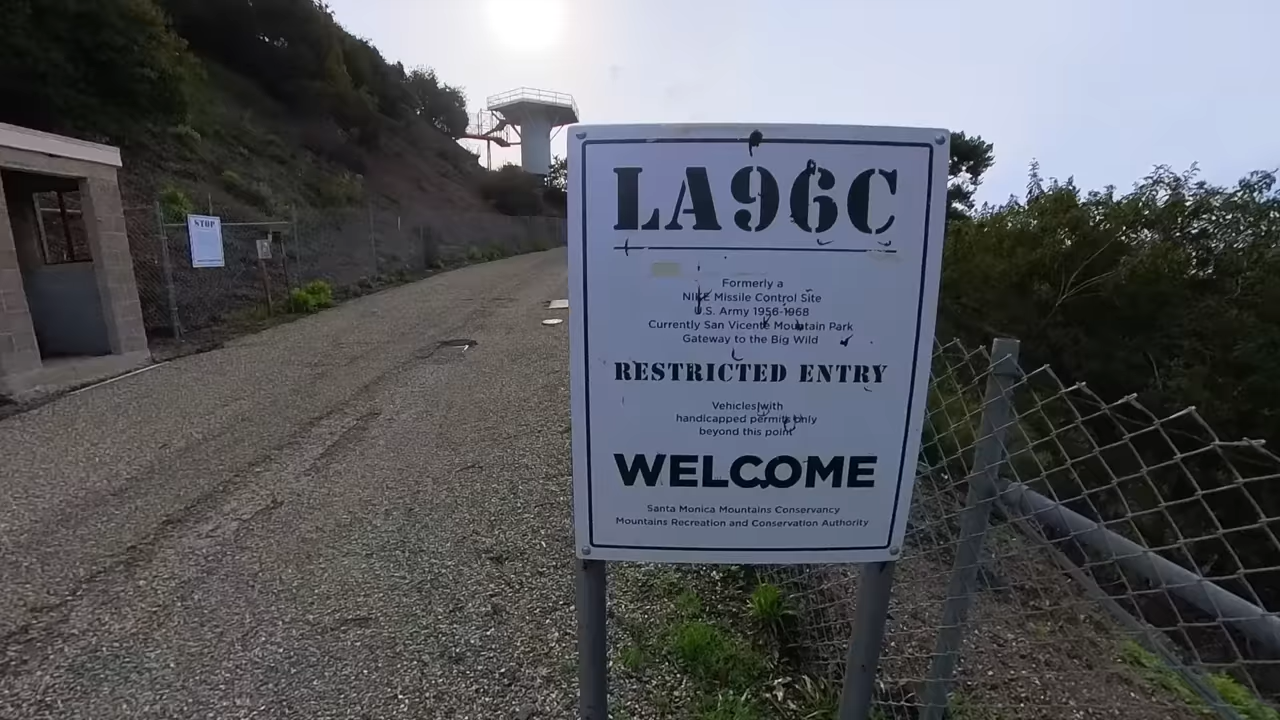 STOP
LA96C
Formerly a
NIKE Missile Control Site
U.S. Army 1956-1968
Currently San Vicente Mountain Park
Gateway to the Big Wild
RESTRICTED ENTRY
Vehicles with
handicapped permits only
beyond this point
WELCOME
Santa Monica Mountains Conservancy
Mountains Recreation and Conservation Authority